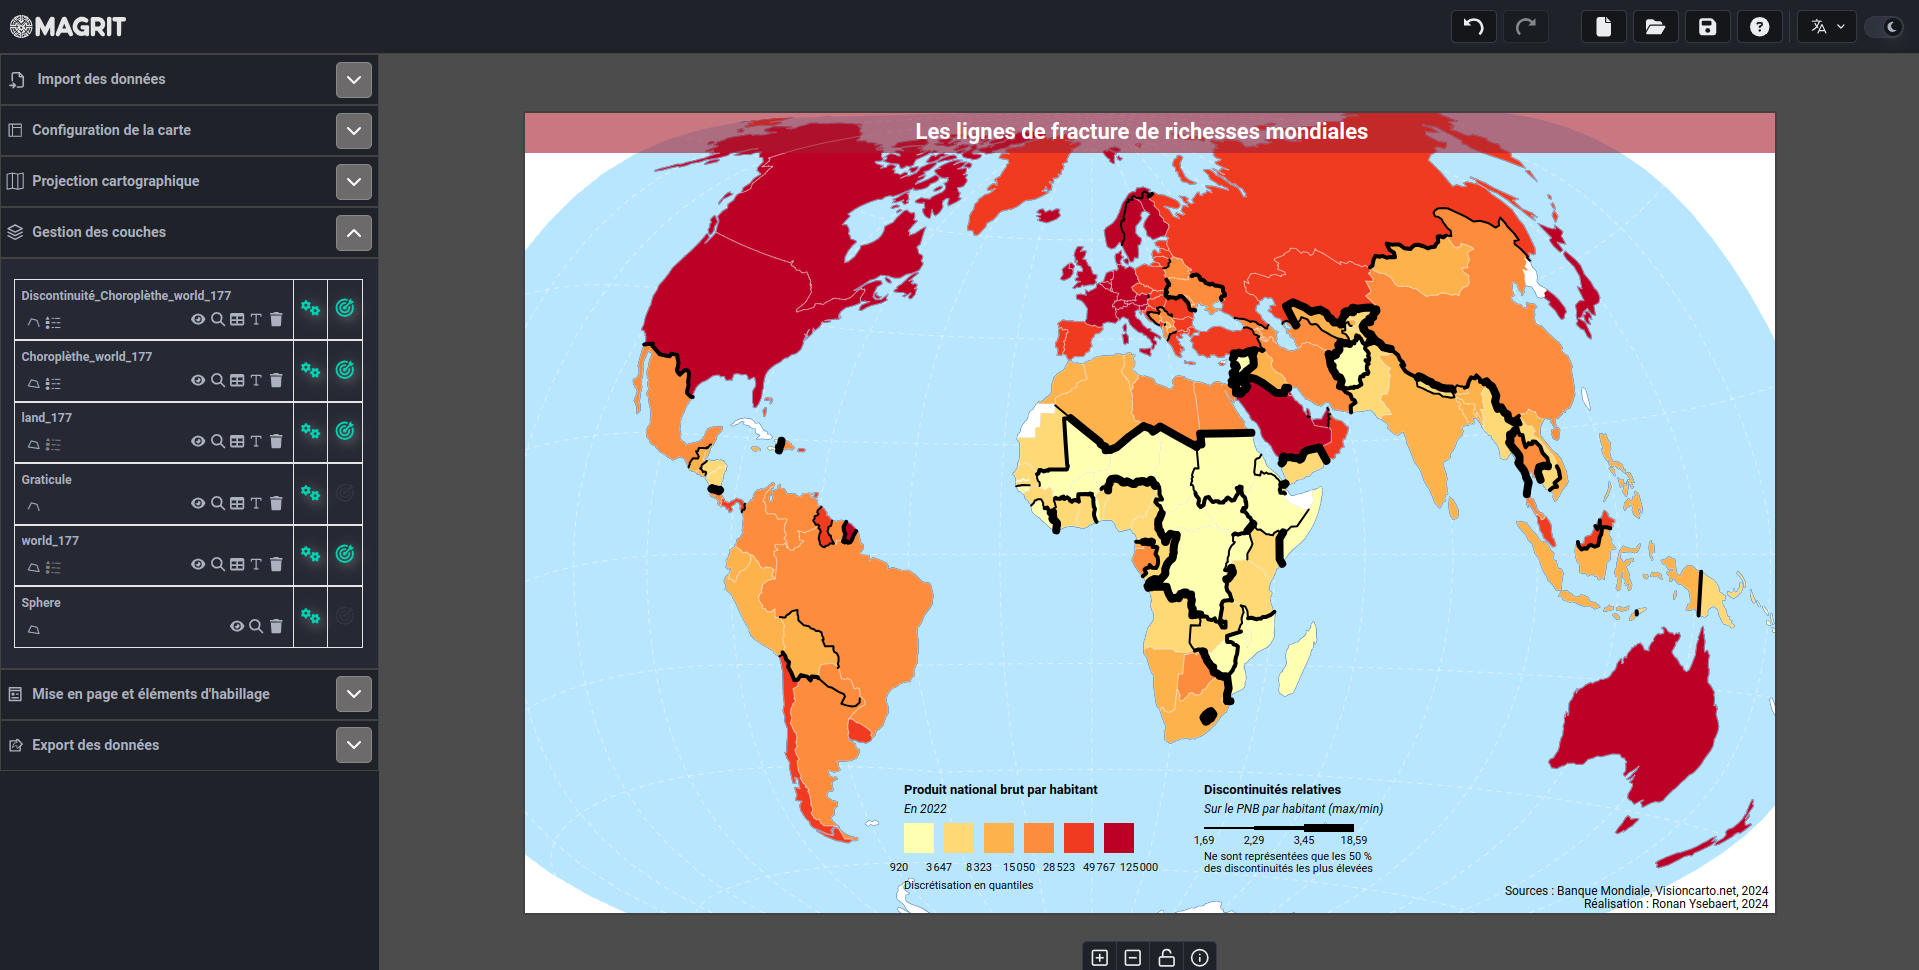 MAGRIT
Import des données
Configuration de la carte
Projection cartographique
Gestion des couches
Discontinuité_Choroplèthe_world_177
Choroplèthe_world_177
land_177
Graticule
world_177
Sphere
Mise en page et éléments d'habillage
Export des données
Les lignes de fracture de richesses mondiales
Produit national brut par habitant
En 2022
920 3 647 8 323 15 050 28 523 49 767 125 000
Discrétisation en quantiles
Discontinuités relatives
Sur le PNB par habitant (max/min)
1,69 2,29 3,45 18,59
Ne sont représentées que les 50 %
des discontinuités les plus élevées
Sources : Banque Mondiale, Visioncarto.net, 2024
Réalisation : Ronan Ysebaert, 2024